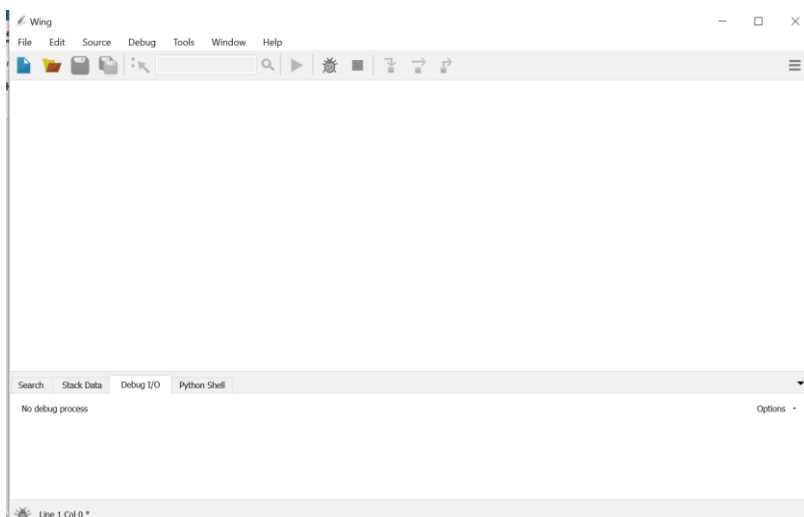 Wing
File Edit Source Debug Tools Window Help
Search Stack Data Debug I/O Python Shell
No debug process Options
Line 1 Col 0 *